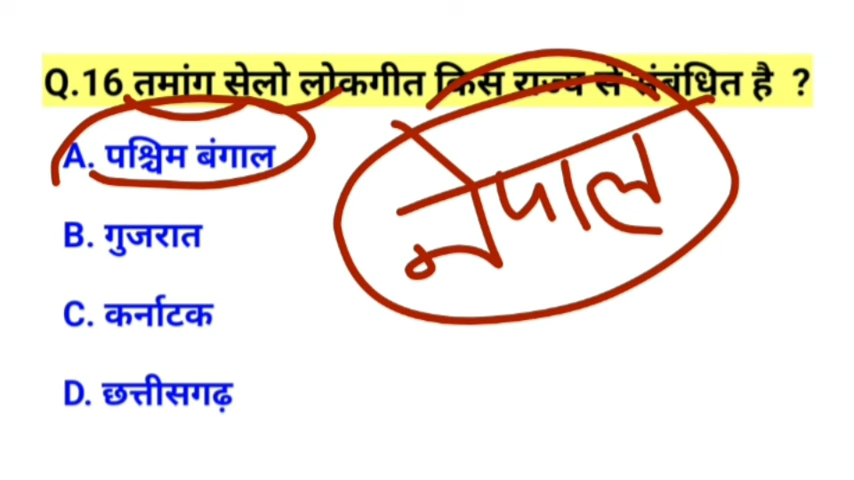 Q.16 तमांग सेलो लोकगीत किस राज्य से संबंधित है ?
A. पश्चिम बंगाल
नेपाल
B. गुजरात
C. कर्नाटक
D. छत्तीसगढ़